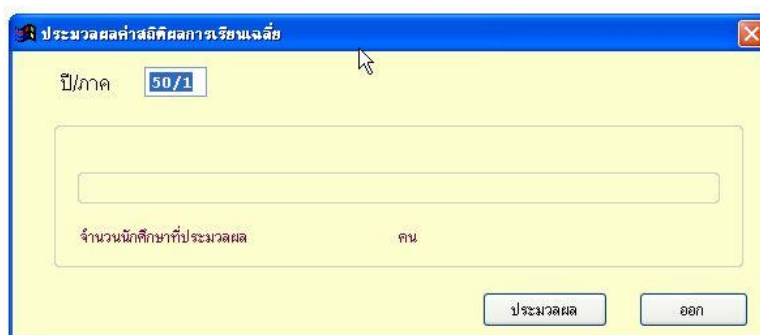 ประมวลผลค่าสถิติผลการเรียนเฉลี่ย
ปี/ภาค 50/1
จำนวนนักศึกษาที่ประมวลผล คน
ประมวลผล ออก